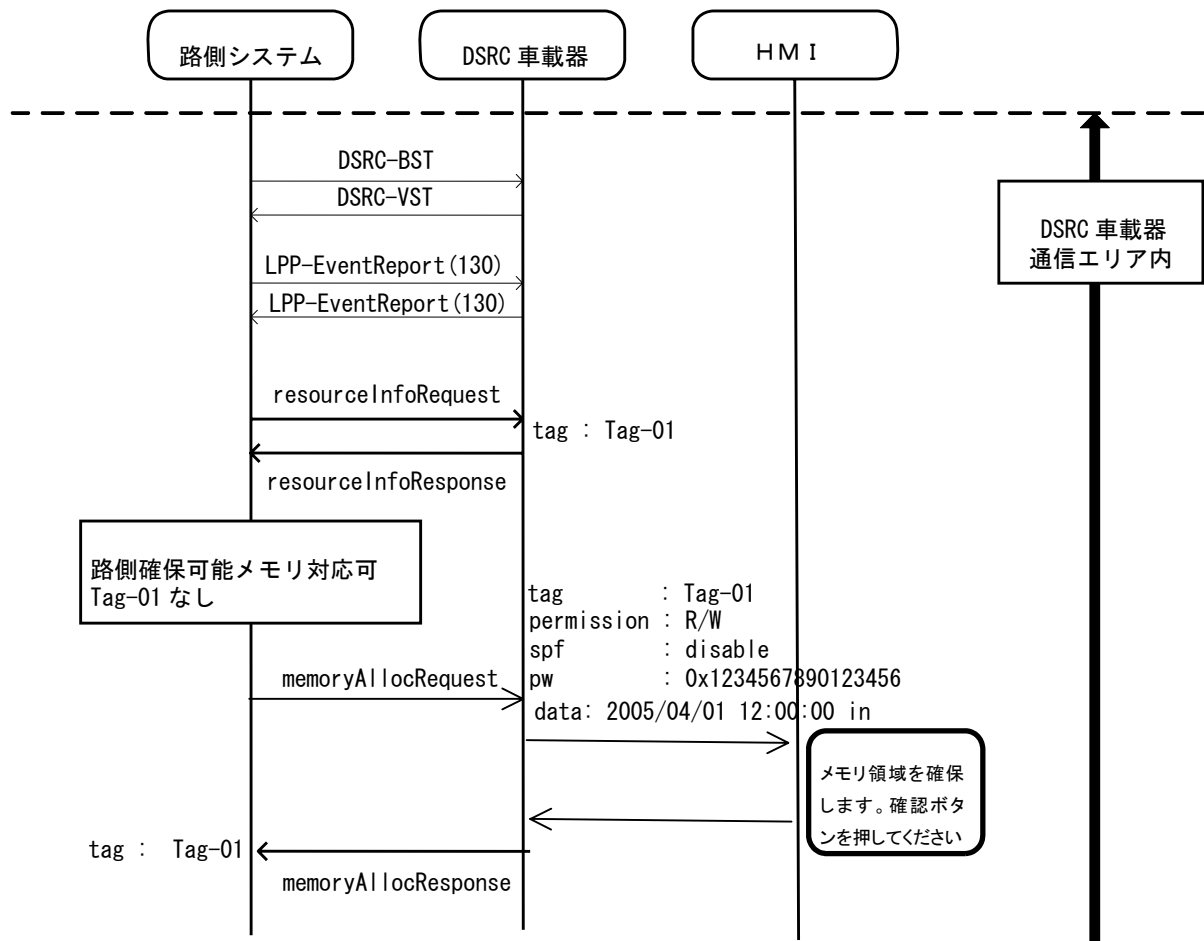 路側システム
DSRC 車載器
ＨＭＩ
DSRC-BST
DSRC-VST
DSRC 車載器
通信エリア内
LPP-EventReport(130)
LPP-EventReport(130)
resourceInfoRequest
tag : Tag-01
resourceInfoResponse
路側確保可能メモリ対応可
Tag-01 なし
tag : Tag-01
permission : R/W
spf : disable
memoryAllocRequest
pw : 0x1234567890123456
data: 2005/04/01 12:00:00 in
メモリ領域を確保
します。確認ボタ
ンを押してください
tag : Tag-01
memoryAllocResponse